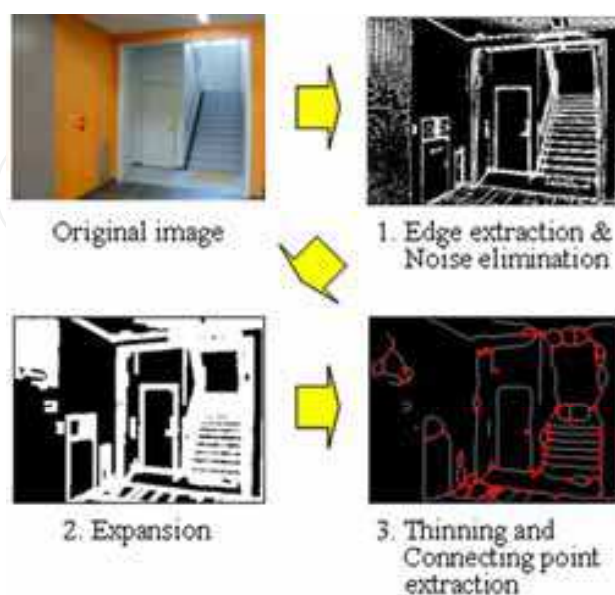 Original image
1. Edge extraction &
Noise elimination
2. Expansion
3. Thinning and
Connecting point
extraction